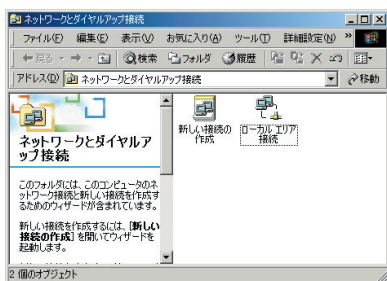 ネットワークとダイヤルアップ接続
ファイル(F) 編集(E) 表示(V) お気に入り(A) ツール(T) 詳細設定(N) »
戻る 検索 フォルダ 履歴
アドレス(D) ネットワークとダイヤルアップ接続 移動
ネットワークとダイヤルア
ップ接続
このフォルダには、このコンピュータのネ
ットワーク接続と新しい接続を作成す
るためのウィザードが含まれています。
新しい接続を作成するには、[新しい
接続の作成] を開いてウィザードを
起動します。
新しい接続の
作成
ローカル エリア
接続
2 個のオブジェクト